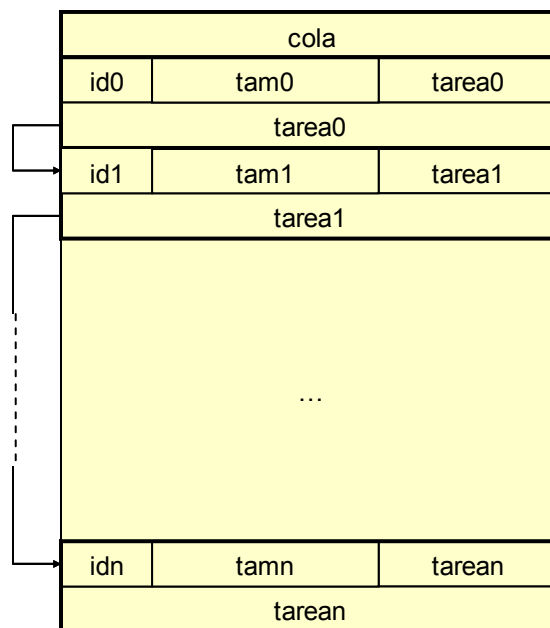 cola
id0 tam0 tarea0
tarea0
id1 tam1 tarea1
tarea1
...
idn tamn tarean
tarean